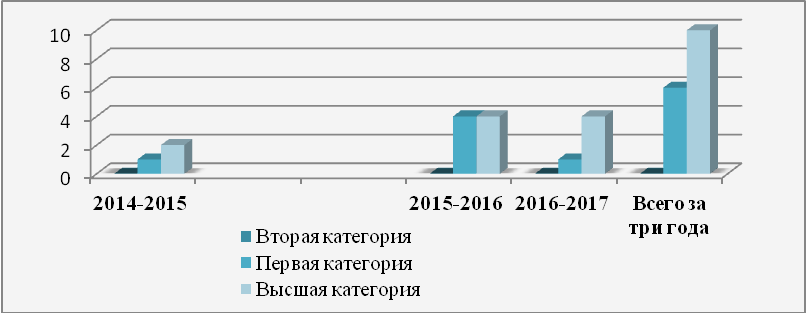 10
8
6
4
2
0
2014-2015
2015-2016
2016-2017
Всего за
три года
Вторая категория
Первая категория
Высшая категория